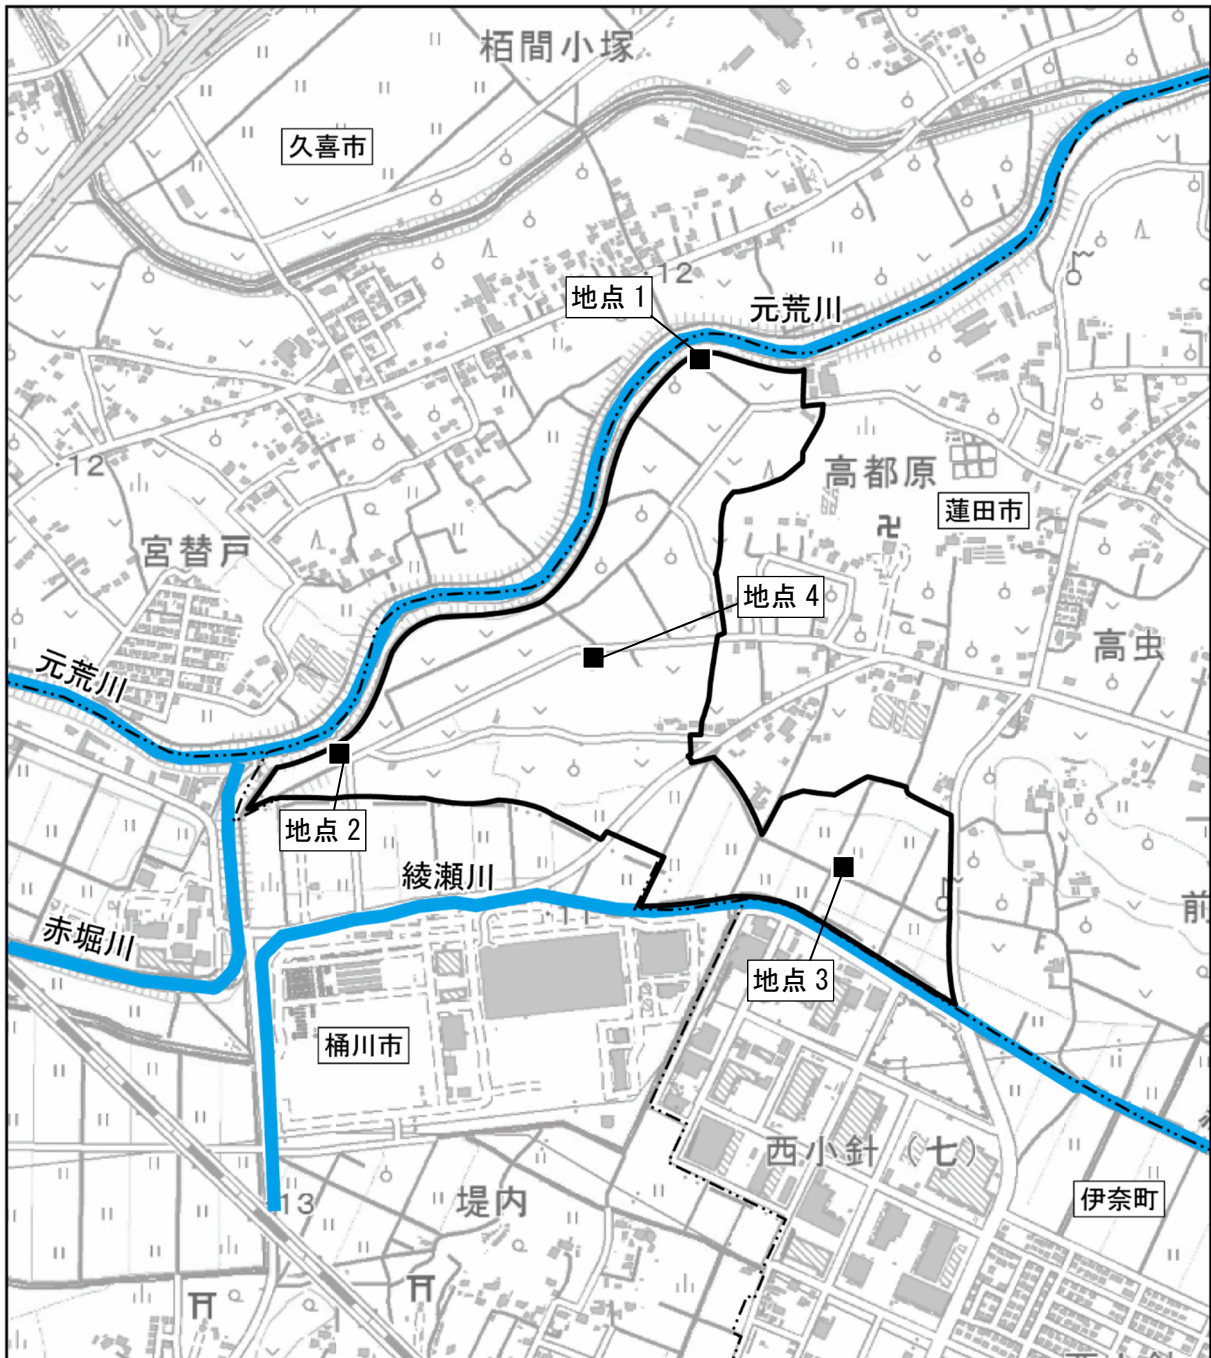 栢間小塚
久喜市
12
地点1
元荒川
高都原
蓮田市
12
宮替戸
地点4
高虫
元荒川
地点2
綾瀬川
前
11
赤堀川
地点3
桶川市
西小針(七)
堤内
13
伊奈町